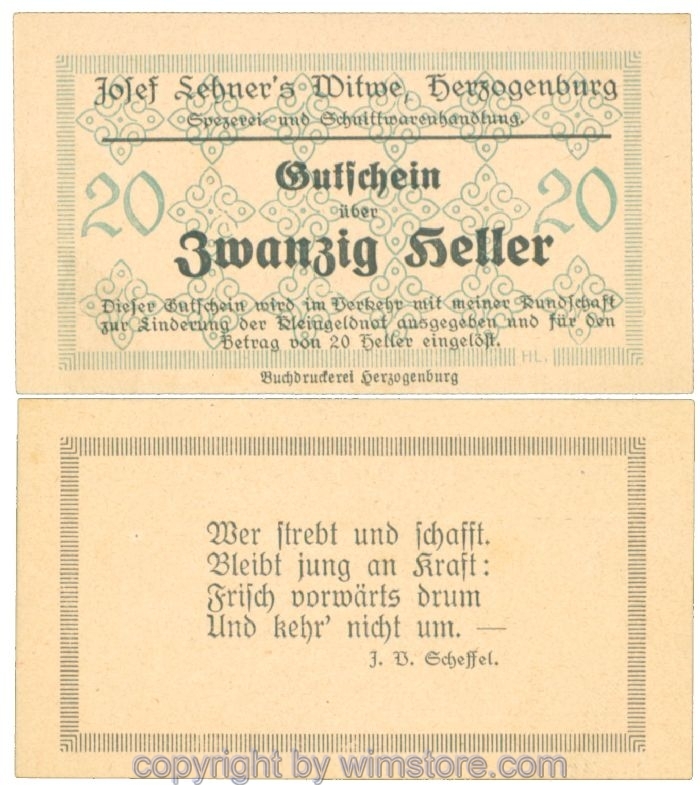 Josef Lehner's Witwe, Herzogenburg
Spezerei- und Schnittwarenhandlung.
20 20
Gutschein
über
Zwanzig Heller
Dieser Gutschein wird im Verkehr mit meiner Kundschaft
zur Linderung der Kleingeldnot ausgegeben und für den
Betrag von 20 Heller eingelöst.
HL.
Buchdruckerei Herzogenburg
Wer strebt und schafft,
Bleibt jung an Kraft:
Frisch vorwärts drum
Und kehr' nicht um. —
J. V. Scheffel.
copyright by wimstore.com